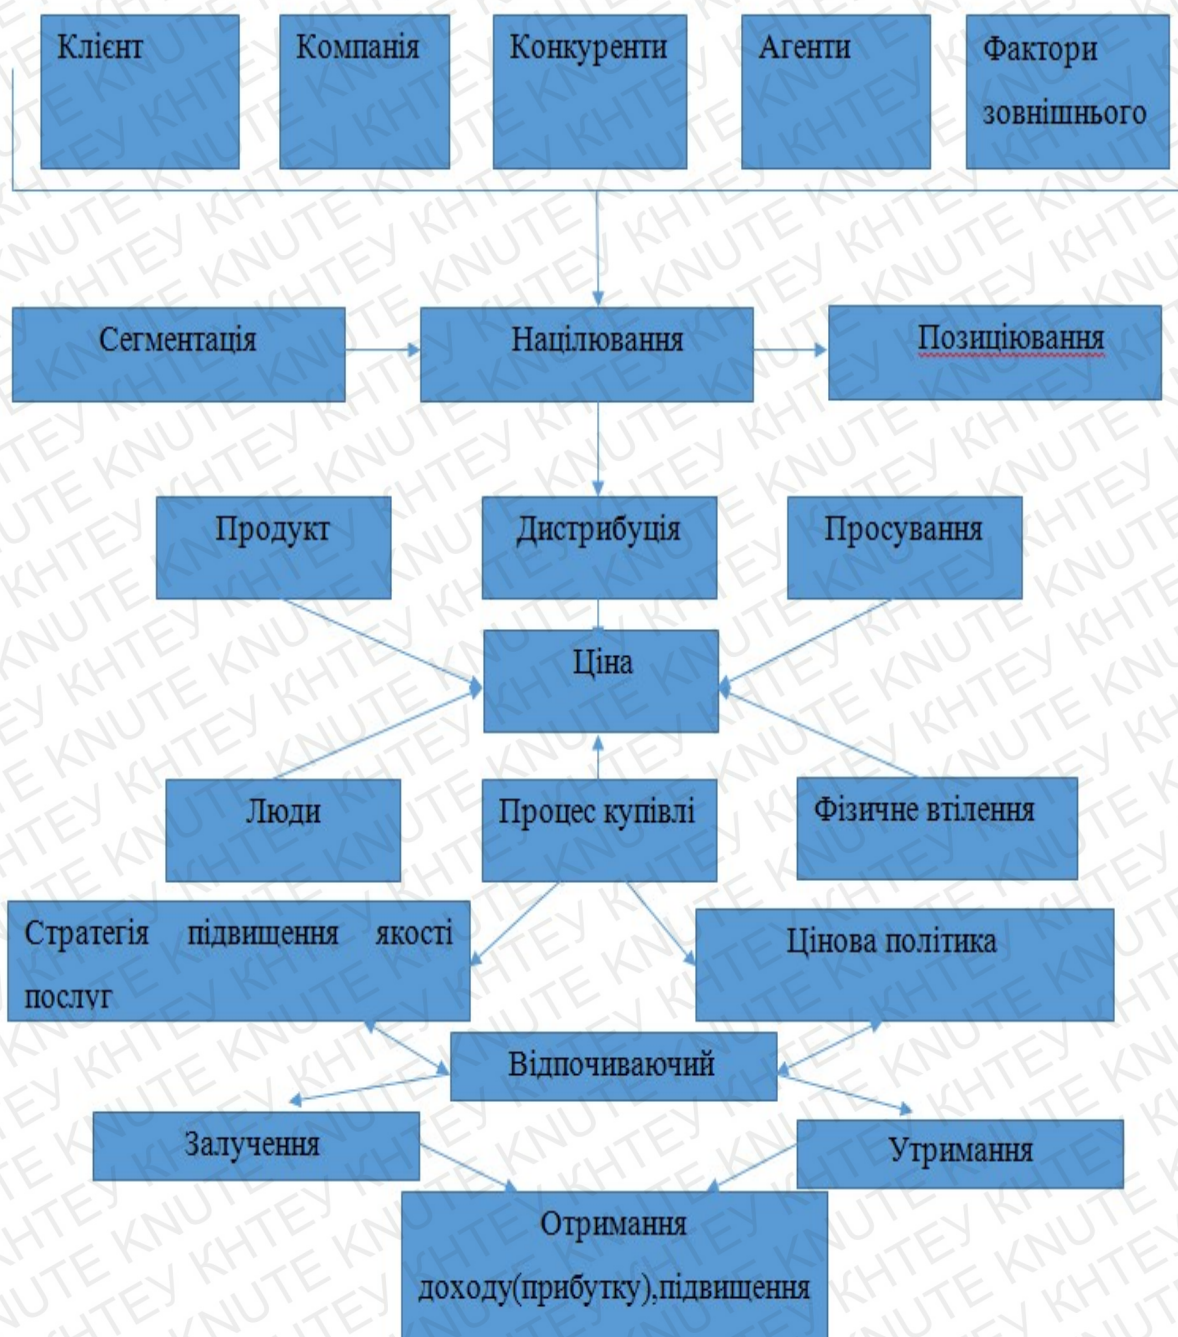 Клієнт
Компанія
Конкуренти
Агенти
Фактори
зовнішнього
Сегментація
Націлювання
Позиціювання
Продукт
Дистрибуція
Просування
Ціна
Люди
Процес купівлі
Фізичне втілення
Стратегія підвищення якості
послуг
Цінова політика
Відпочиваючий
Залучення
Утримання
Отримання
доходу(прибутку),підвищення